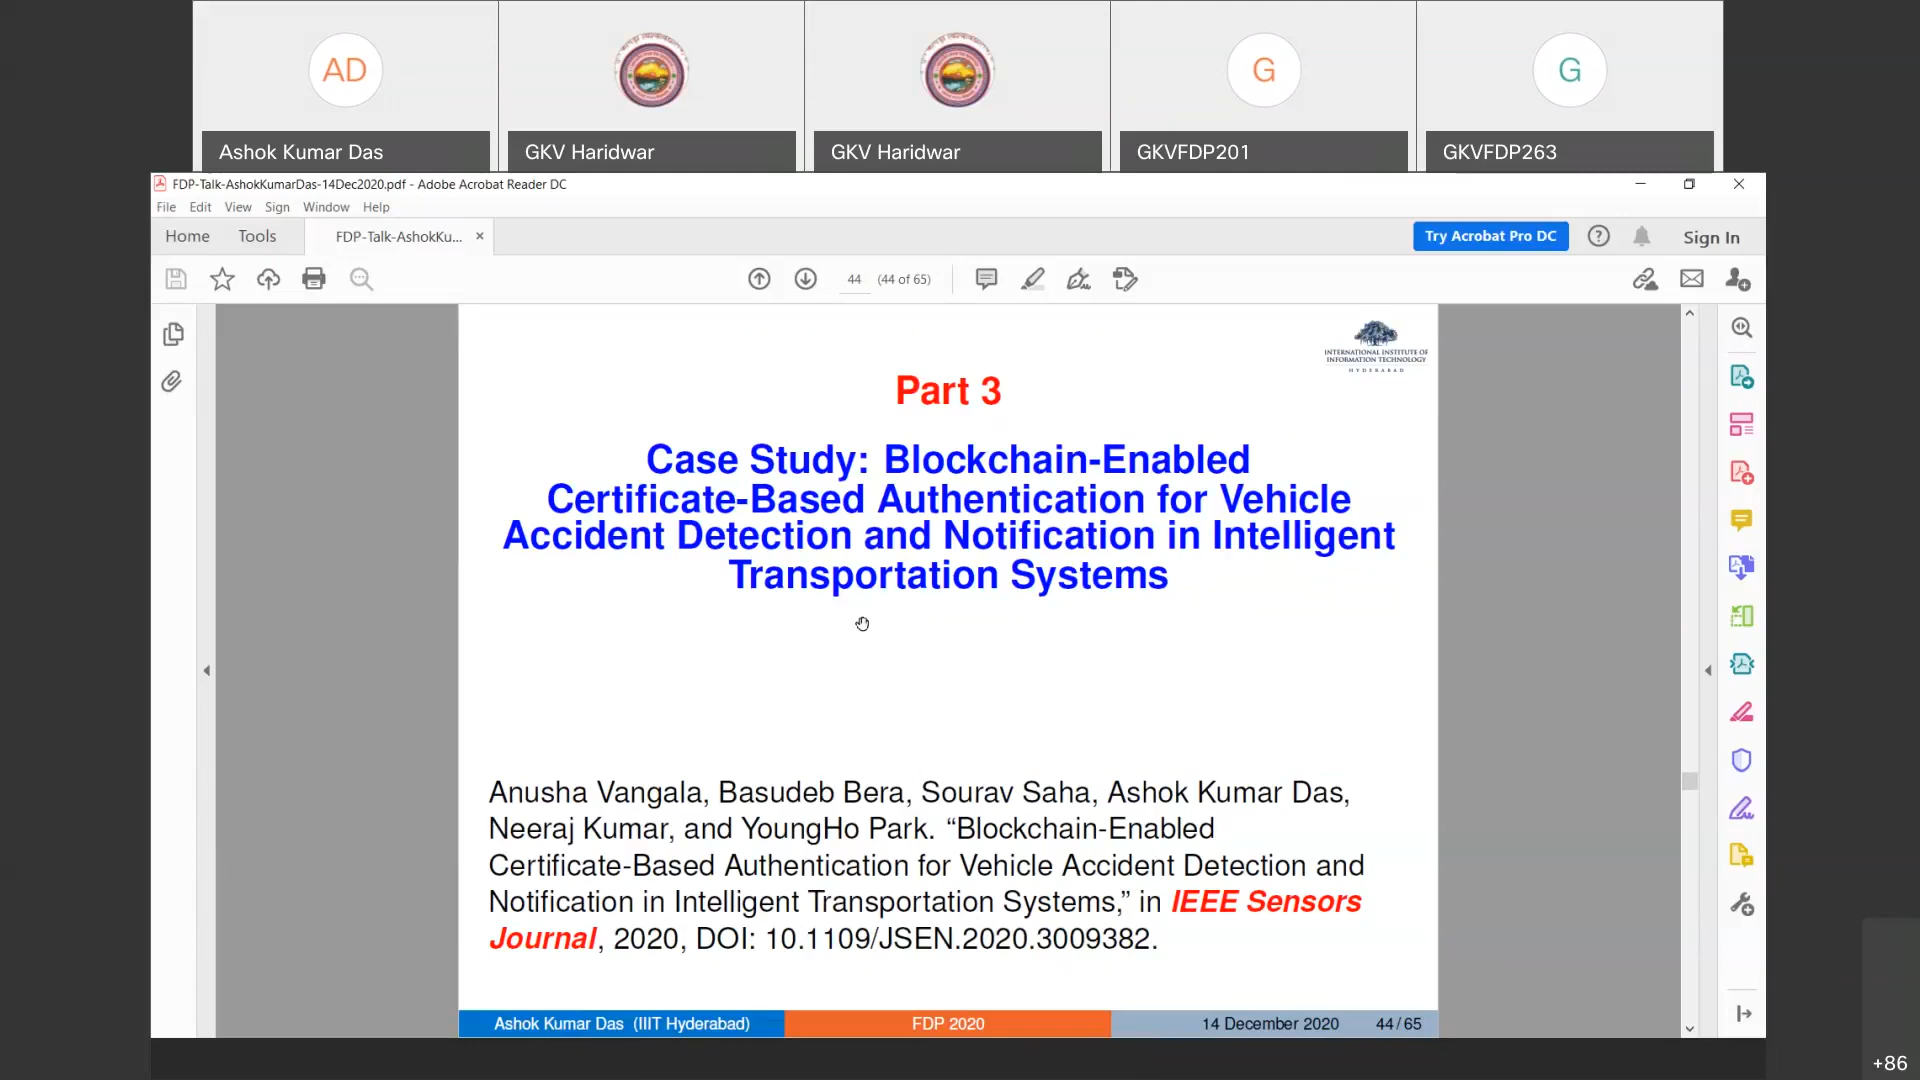 AD
G
G
Ashok Kumar Das
GKV Haridwar
GKV Haridwar
GKVFDP201
GKVFDP263
FDP-Talk-AshokKumarDas-14Dec2020.pdf - Adobe Acrobat Reader DC
File Edit View Sign Window Help
Home Tools FDP-Talk-AshokKu... × Try Acrobat Pro DC Sign In
44 (44 of 65)
INTERNATIONAL INSTITUTE OF
INFORMATION TECHNOLOGY
HYDERABAD
Part 3
Case Study: Blockchain-Enabled
Certificate-Based Authentication for Vehicle
Accident Detection and Notification in Intelligent
Transportation Systems
Anusha Vangala, Basudeb Bera, Sourav Saha, Ashok Kumar Das,
Neeraj Kumar, and YoungHo Park. “Blockchain-Enabled
Certificate-Based Authentication for Vehicle Accident Detection and
Notification in Intelligent Transportation Systems,” in IEEE Sensors
Journal, 2020, DOI: 10.1109/JSEN.2020.3009382.
Ashok Kumar Das (IIIT Hyderabad) FDP 2020 14 December 2020 44/65
+86